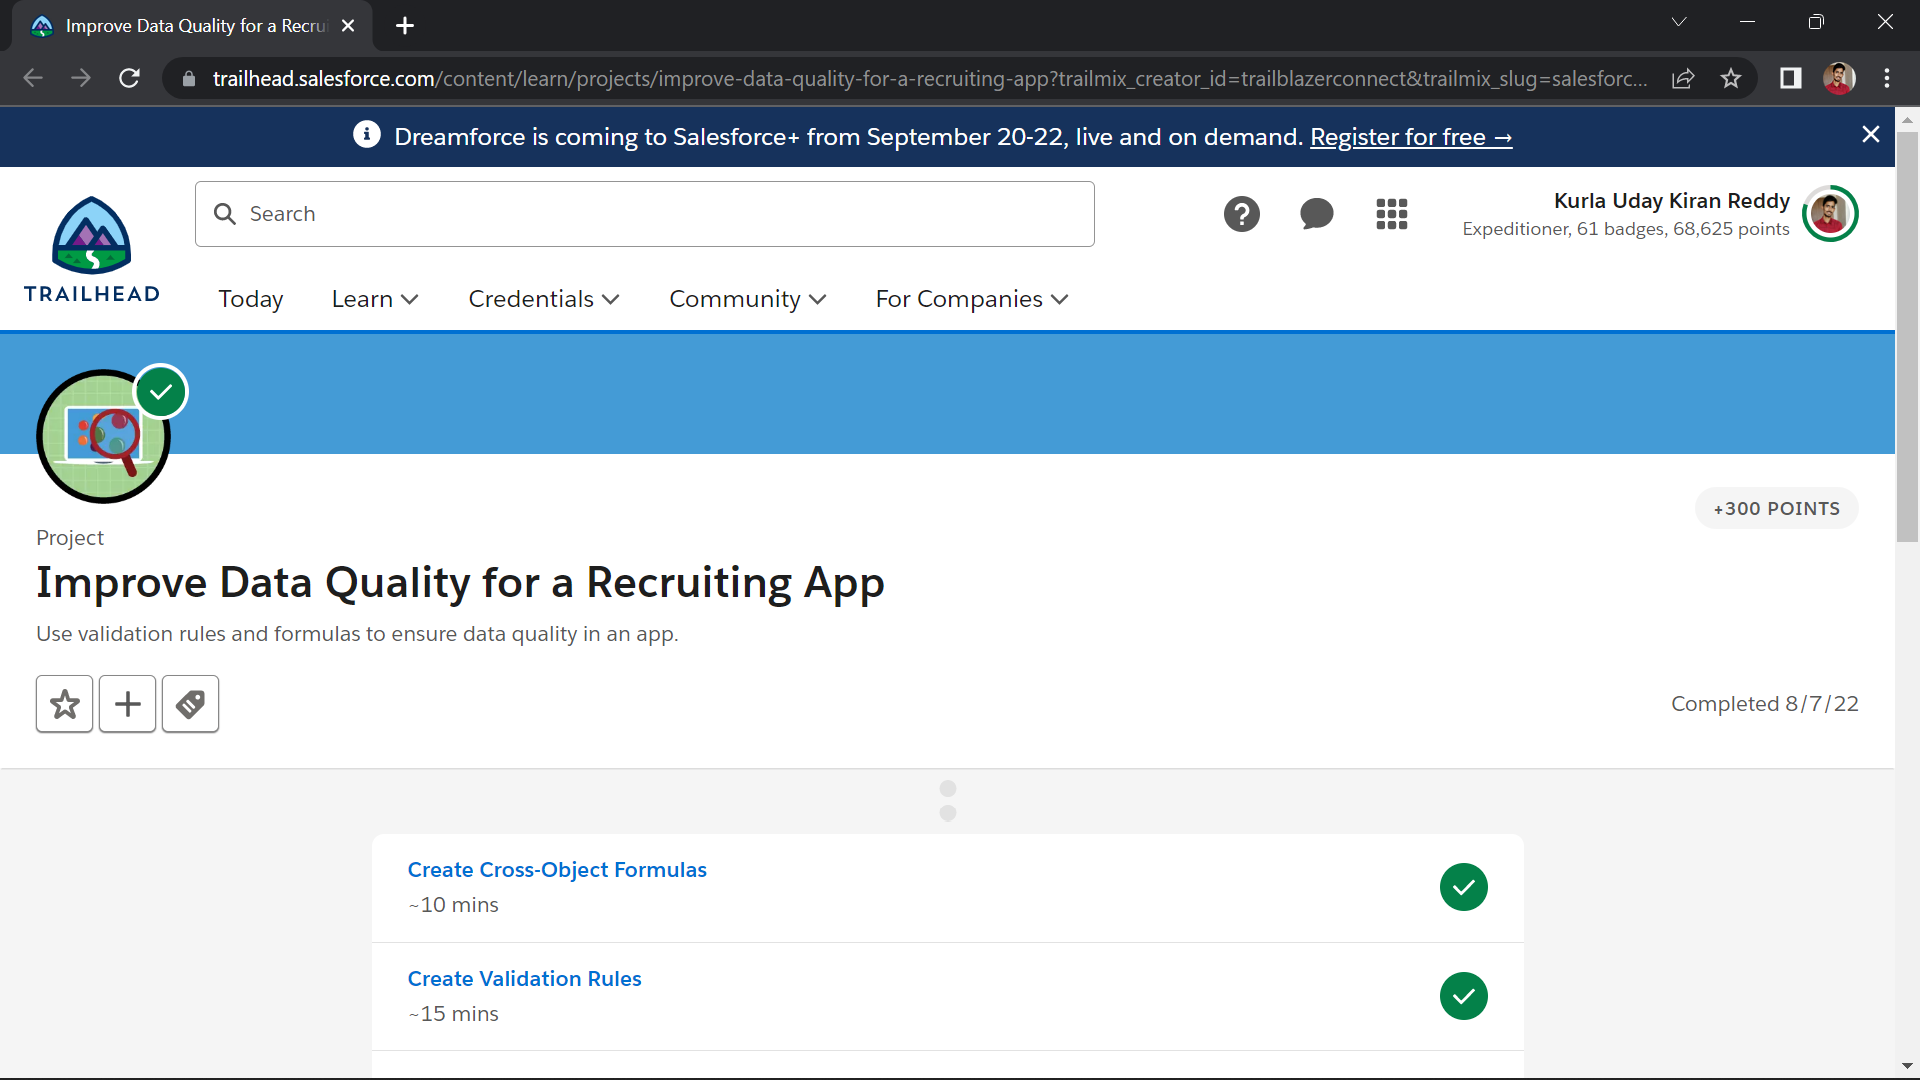 Improve Data Quality for a Recrui
trailhead.salesforce.com/content/learn/projects/improve-data-quality-for-a-recruiting-app?trailmix_creator_id=trailblazerconnect&trailmix_slug=salesforc...
Dreamforce is coming to Salesforce+ from September 20-22, live and on demand. Register for free →
Search
Kurla Uday Kiran Reddy
Expeditioner, 61 badges, 68,625 points
TRAILHEAD
Today Learn Credentials Community For Companies
+300 POINTS
Project
Improve Data Quality for a Recruiting App
Use validation rules and formulas to ensure data quality in an app.
Completed 8/7/22
Create Cross-Object Formulas
~10 mins
Create Validation Rules
~15 mins